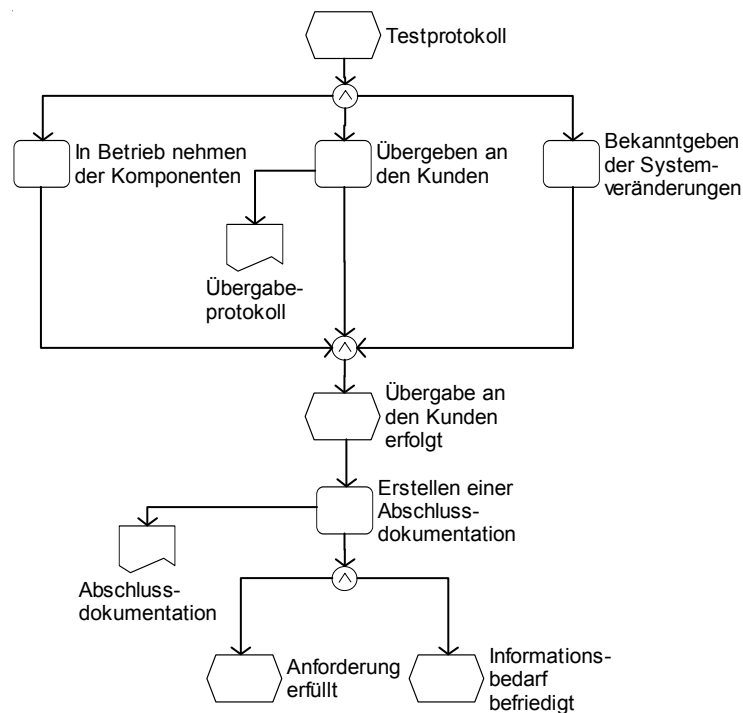 Testprotokoll
In Betrieb nehmen
der Komponenten
Übergeben an
den Kunden
Bekanntgeben
der System-
veränderungen
Übergabe-
protokoll
Übergabe an
den Kunden
erfolgt
Erstellen einer
Abschluss-
dokumentation
Abschluss-
dokumentation
Anforderung
erfüllt
Informations-
bedarf
befriedigt